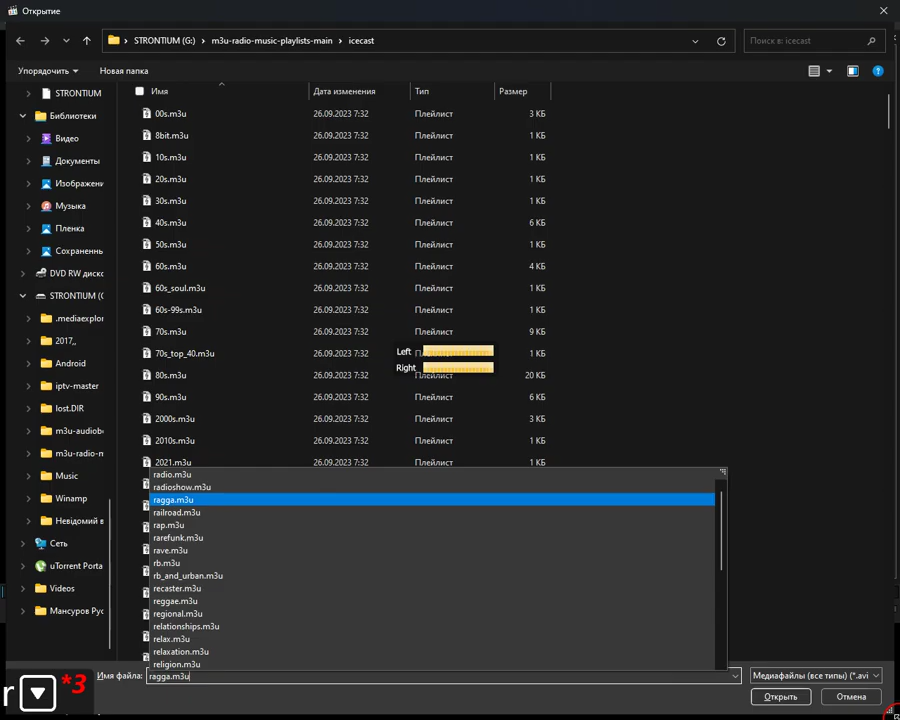 Открытие
STRONTIUM (G:) > m3u-radio-music-playlists-main > icecast
Поиск в: icecast
Упорядочить
Новая папка
Имя Дата изменения Тип Размер
STRONTIUM
Библиотеки
Видео
Документы
Изображени
Музыка
Пленка
Сохраненны
DVD RW диско
STRONTIUM (
.mediaexplor
2017,,
Android
iptv-master
lost.DIR
m3u-audiob
m3u-radio-m
Music
Winamp
Невідомий в
Сеть
uTorrent Porta
Videos
Мансуров Рус
00s.m3u 26.09.2023 7:32 Плейлист 3 КБ
8bit.m3u 26.09.2023 7:32 Плейлист 1 КБ
10s.m3u 26.09.2023 7:32 Плейлист 1 КБ
20s.m3u 26.09.2023 7:32 Плейлист 1 КБ
30s.m3u 26.09.2023 7:32 Плейлист 1 КБ
40s.m3u 26.09.2023 7:32 Плейлист 6 КБ
50s.m3u 26.09.2023 7:32 Плейлист 1 КБ
60s.m3u 26.09.2023 7:32 Плейлист 4 КБ
60s_soul.m3u 26.09.2023 7:32 Плейлист 1 КБ
60s-99s.m3u 26.09.2023 7:32 Плейлист 1 КБ
70s.m3u 26.09.2023 7:32 Плейлист 9 КБ
70s_top_40.m3u 26.09.2023 7:32 Плейлист 1 КБ
80s.m3u 26.09.2023 7:32 Плейлист 20 КБ
90s.m3u 26.09.2023 7:32 Плейлист 6 КБ
2000s.m3u 26.09.2023 7:32 Плейлист 3 КБ
2010s.m3u 26.09.2023 7:32 Плейлист 1 КБ
2021.m3u 26.09.2023 7:32 Плейлист 1 КБ
Left
Right
radio.m3u
radioshow.m3u
ragga.m3u
railroad.m3u
rap.m3u
rarefunk.m3u
rave.m3u
rb.m3u
rb_and_urban.m3u
recaster.m3u
reggae.m3u
regional.m3u
relationships.m3u
relax.m3u
relaxation.m3u
religion.m3u
Имя файла: ragga.m3u
Медиафайлы (все типы) (*.avi
Открыть
Отмена
r
*3